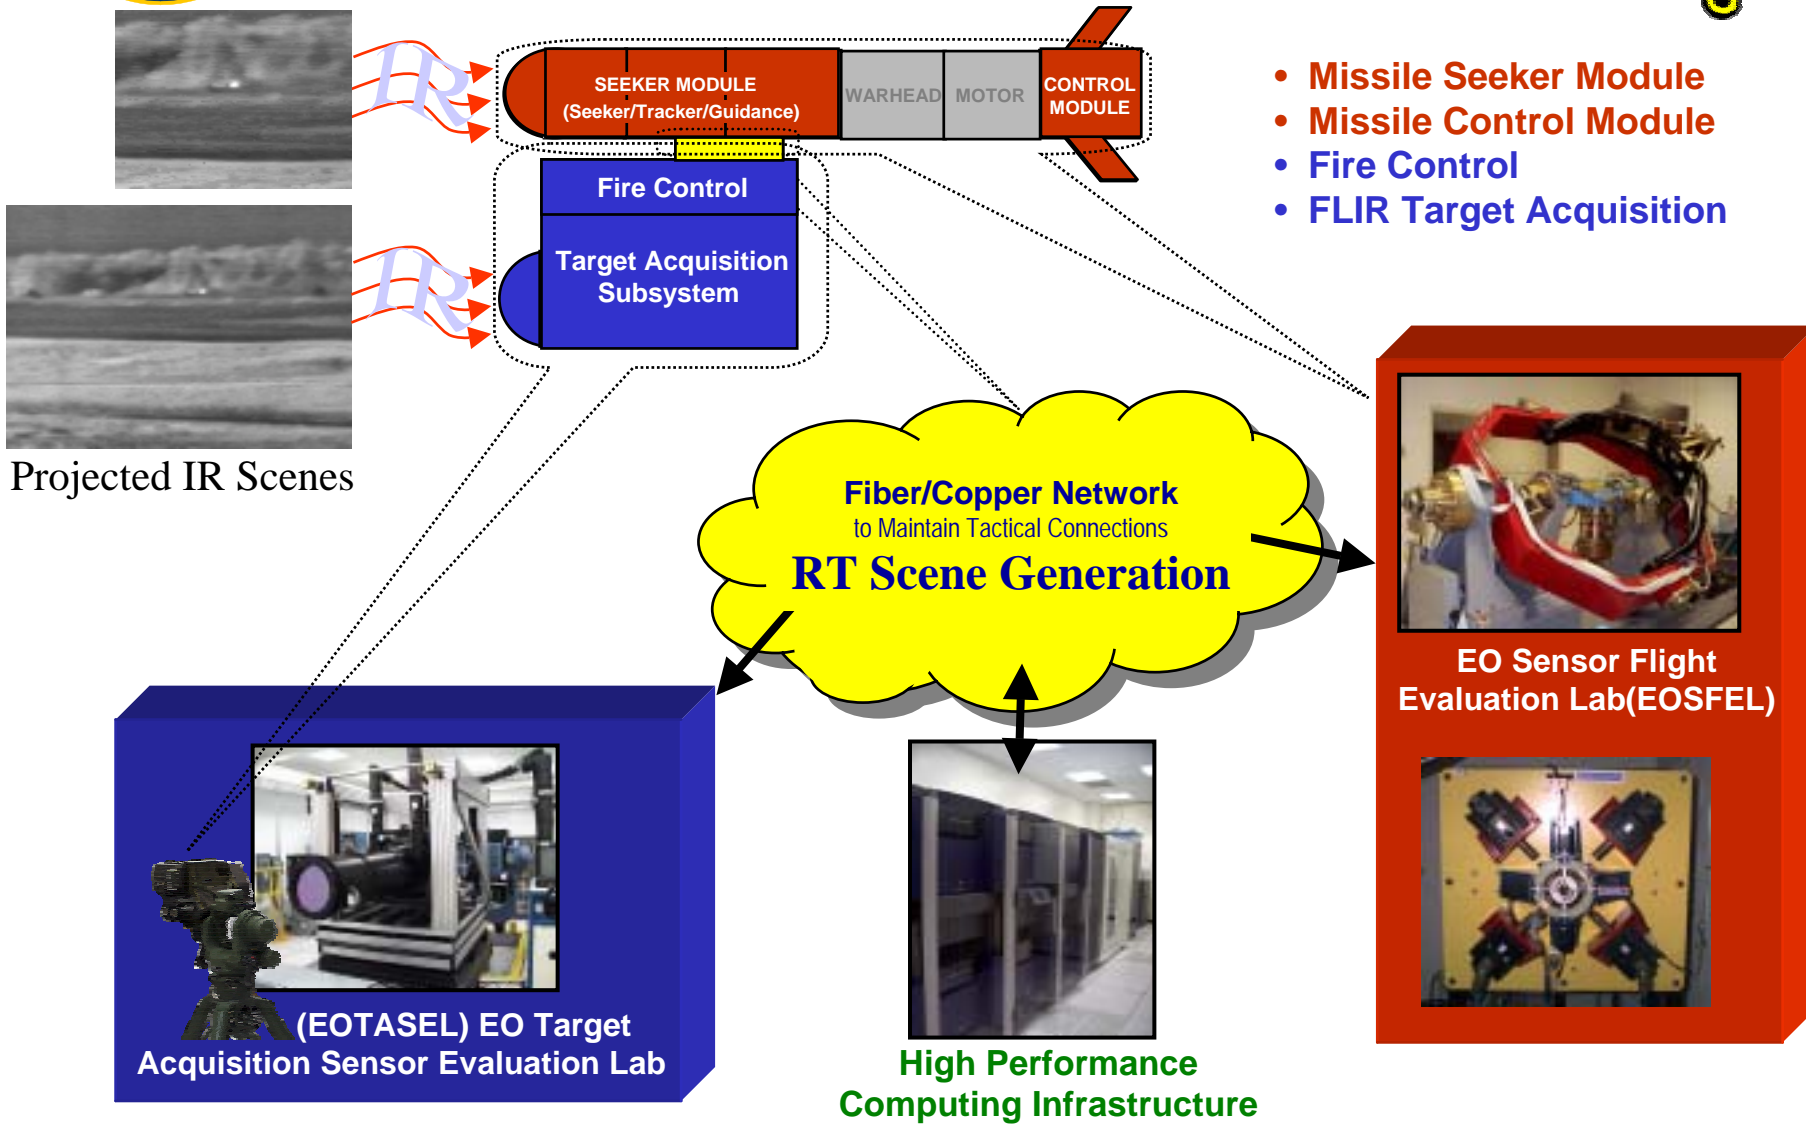 IR
SEEKER MODULE
(Seeker/Tracker/Guidance)
WARHEAD
MOTOR
CONTROL
MODULE
• Missile Seeker Module
• Missile Control Module
• Fire Control
• FLIR Target Acquisition
Fire Control
Target Acquisition
Subsystem
IR
Projected IR Scenes
Fiber/Copper Network
to Maintain Tactical Connections
RT Scene Generation
EO Sensor Flight
Evaluation Lab(EOSFEL)
(EOTASEL) EO Target
Acquisition Sensor Evaluation Lab
High Performance
Computing Infrastructure